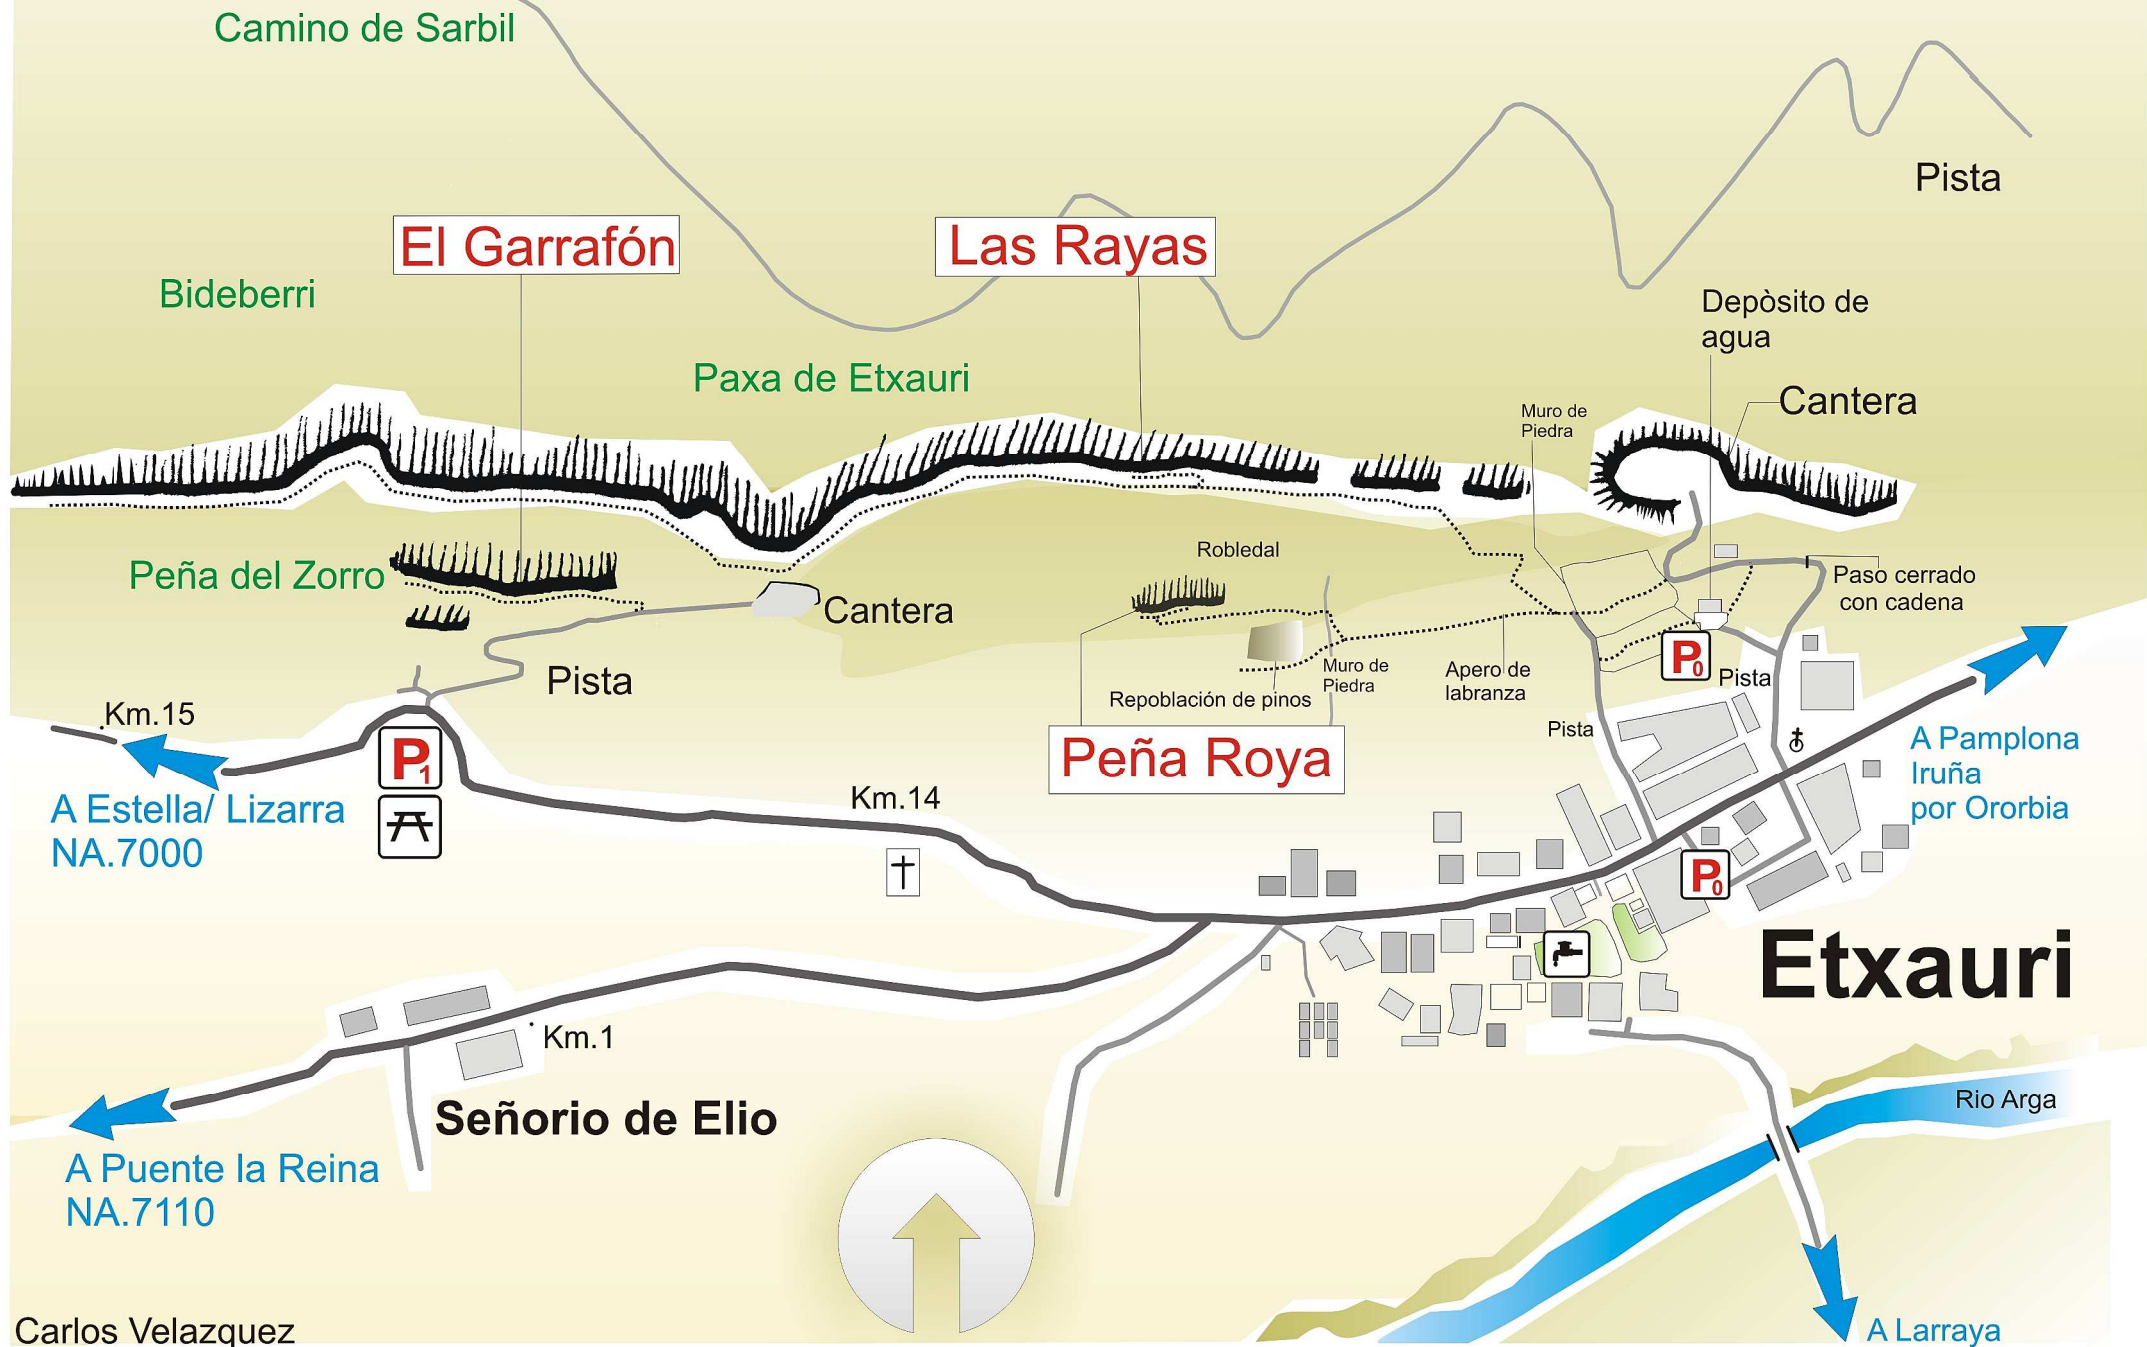 Camino de Sarbil
Pista
El Garrafón
Las Rayas
Bideberri
Depòsito de
agua
Paxa de Etxauri
Cantera
Muro de
Piedra
Robledal
Peña del Zorro
Paso cerrado
con cadena
Cantera
Pista
Muro de
Piedra
Apero de
labranza
P0
Pista
Repoblación de pinos
Km.15
Pista
Peña Roya
P1
A Pamplona
Iruña
por Ororbia
A Estella/ Lizarra
NA.7000
Km.14
P0
Etxauri
Km.1
Señorio de Elio
Rio Arga
A Puente la Reina
NA.7110
Carlos Velazquez
A Larraya